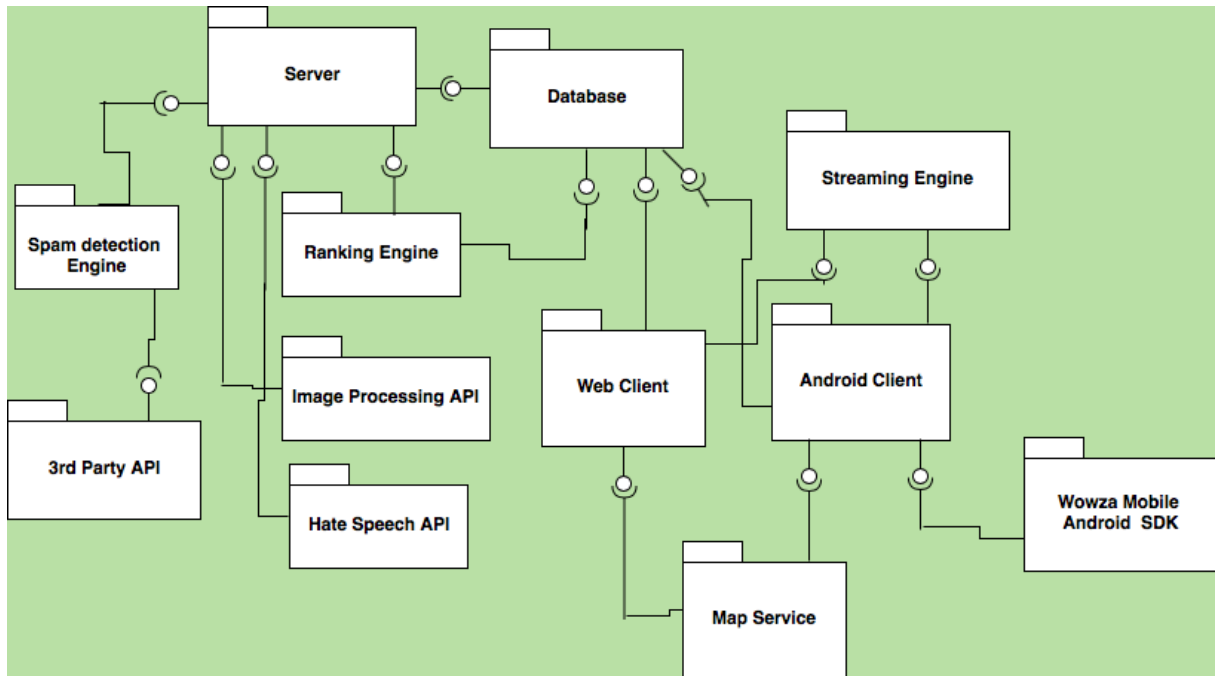 Server
Database
Streaming Engine
Spam detection
Engine
Ranking Engine
Image Processing API
Web Client
Android Client
3rd Party API
Hate Speech API
Wowza Mobile
Android SDK
Map Service